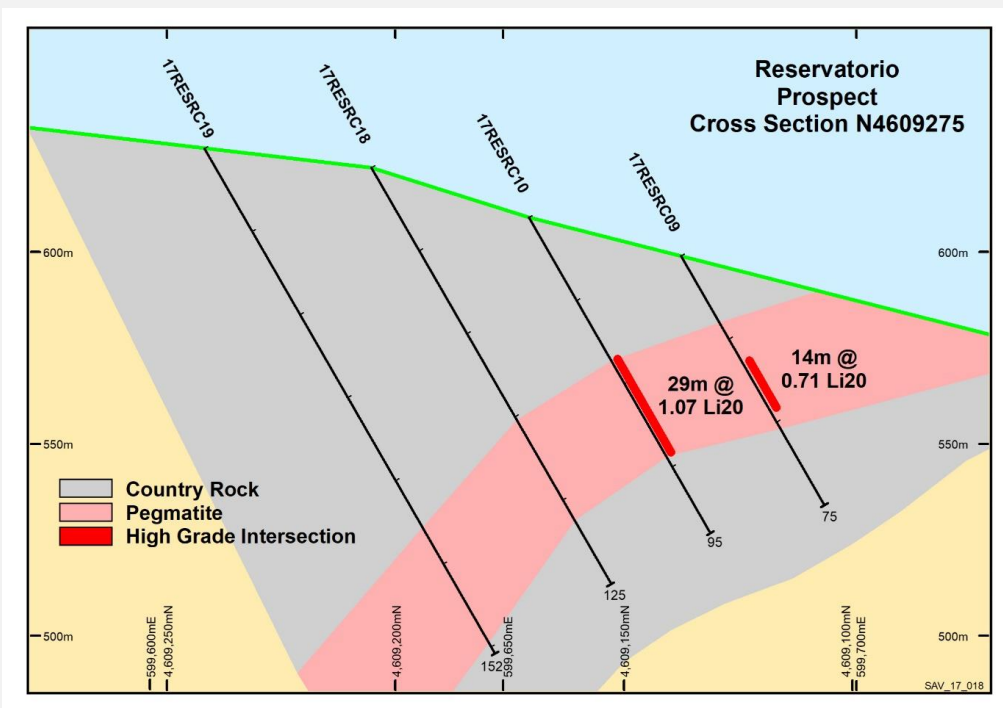 Reservatorio
Prospect
Cross Section N4609275
17RESRC19
17RESRC18
17RESRC10
17RESRC09
600m
600m
14m @
0.71 Li20
29m @
1.07 Li20
550m
550m
Country Rock
Pegmatite
High Grade Intersection
75
95
125
152
500m
500m
599,600mE
4,609,250mN
4,609,200mN
599,650mE
4,609,150mN
4,609,100mN
599,700mE
SAV_17_018